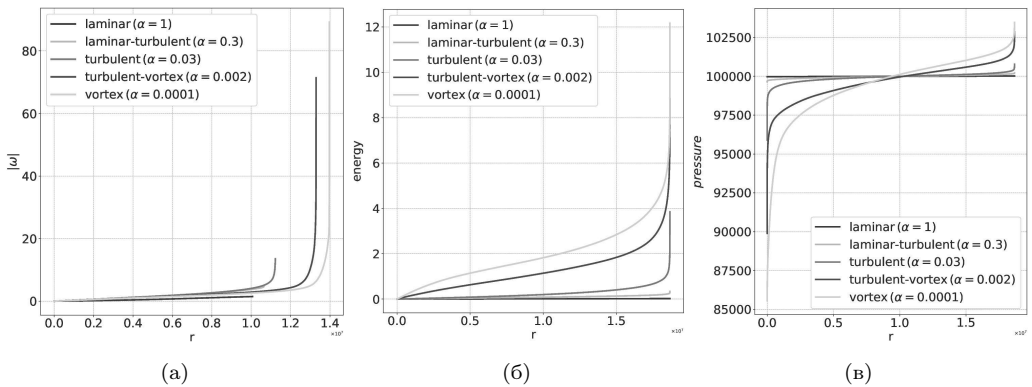 laminar (α = 1)
laminar-turbulent (α = 0.3)
turbulent (α = 0.03)
turbulent-vortex (α = 0.002)
vortex (α = 0.0001)
|ω|
80
60
40
20
0
0.0 0.2 0.4 0.6 0.8 1.0 1.2 1.4
×10⁷
r
(а)
laminar (α = 1)
laminar-turbulent (α = 0.3)
turbulent (α = 0.03)
turbulent-vortex (α = 0.002)
vortex (α = 0.0001)
energy
12
10
8
6
4
2
0
0.0 0.5 1.0 1.5
×10⁷
r
(б)
pressure
102500
100000
97500
95000
92500
90000
87500
85000
laminar (α = 1)
laminar-turbulent (α = 0.3)
turbulent (α = 0.03)
turbulent-vortex (α = 0.002)
vortex (α = 0.0001)
0.0 0.5 1.0 1.5
×10⁷
r
(в)